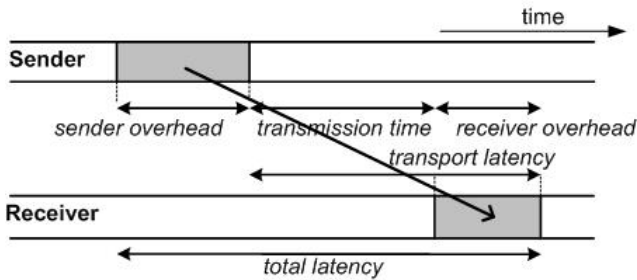 time
Sender
sender overhead
transmission time
receiver overhead
transport latency
Receiver
total latency